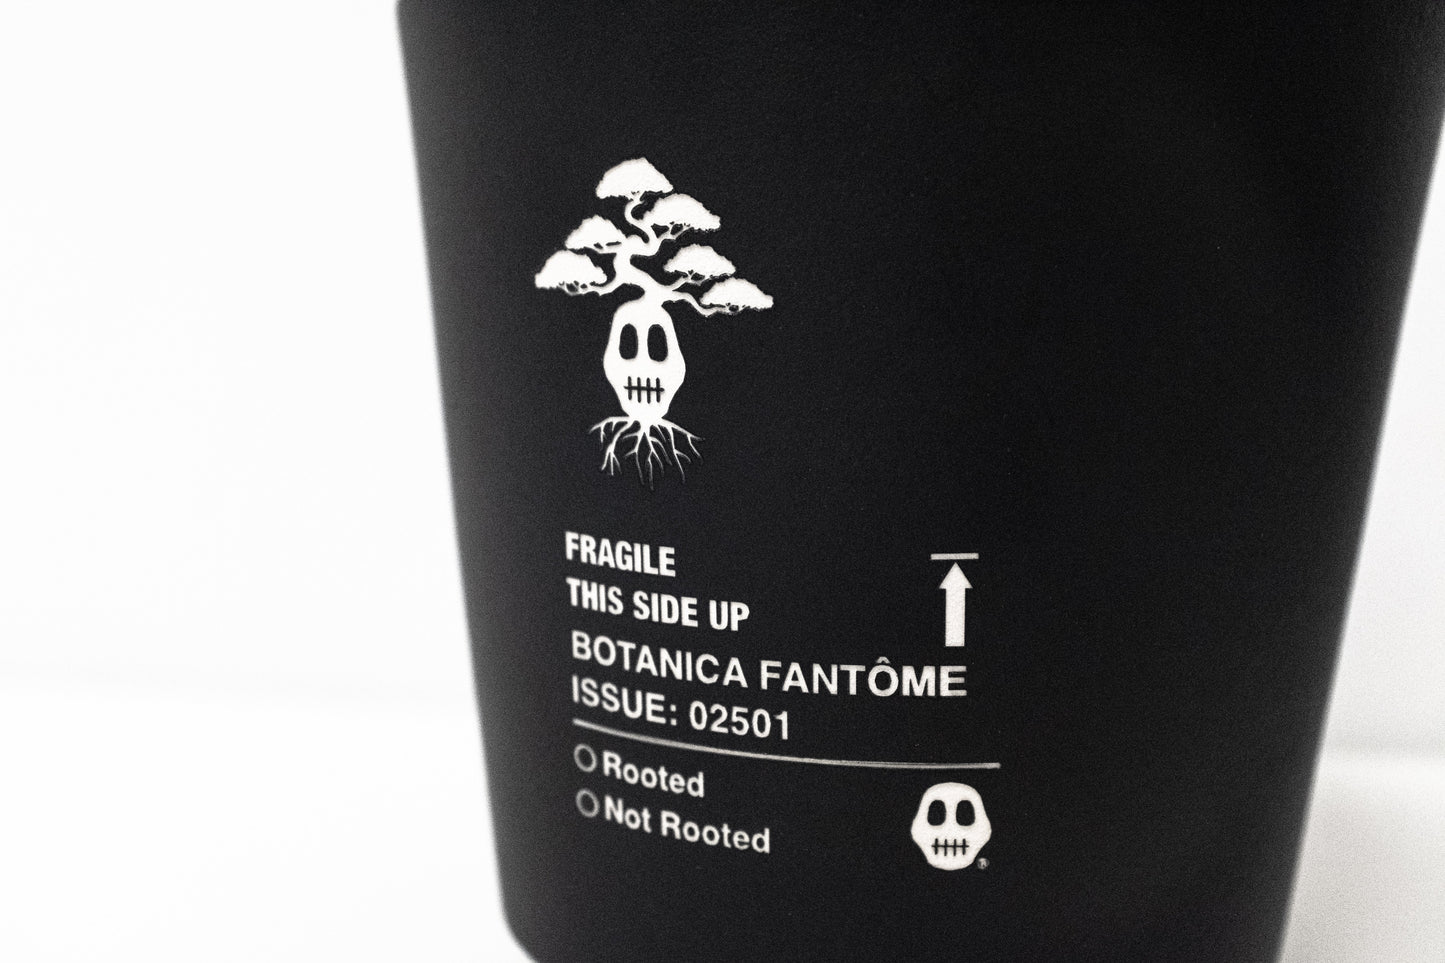 FRAGILE
THIS SIDE UP
BOTANICA FANTÔME
ISSUE: 02501
Rooted
Not Rooted
®